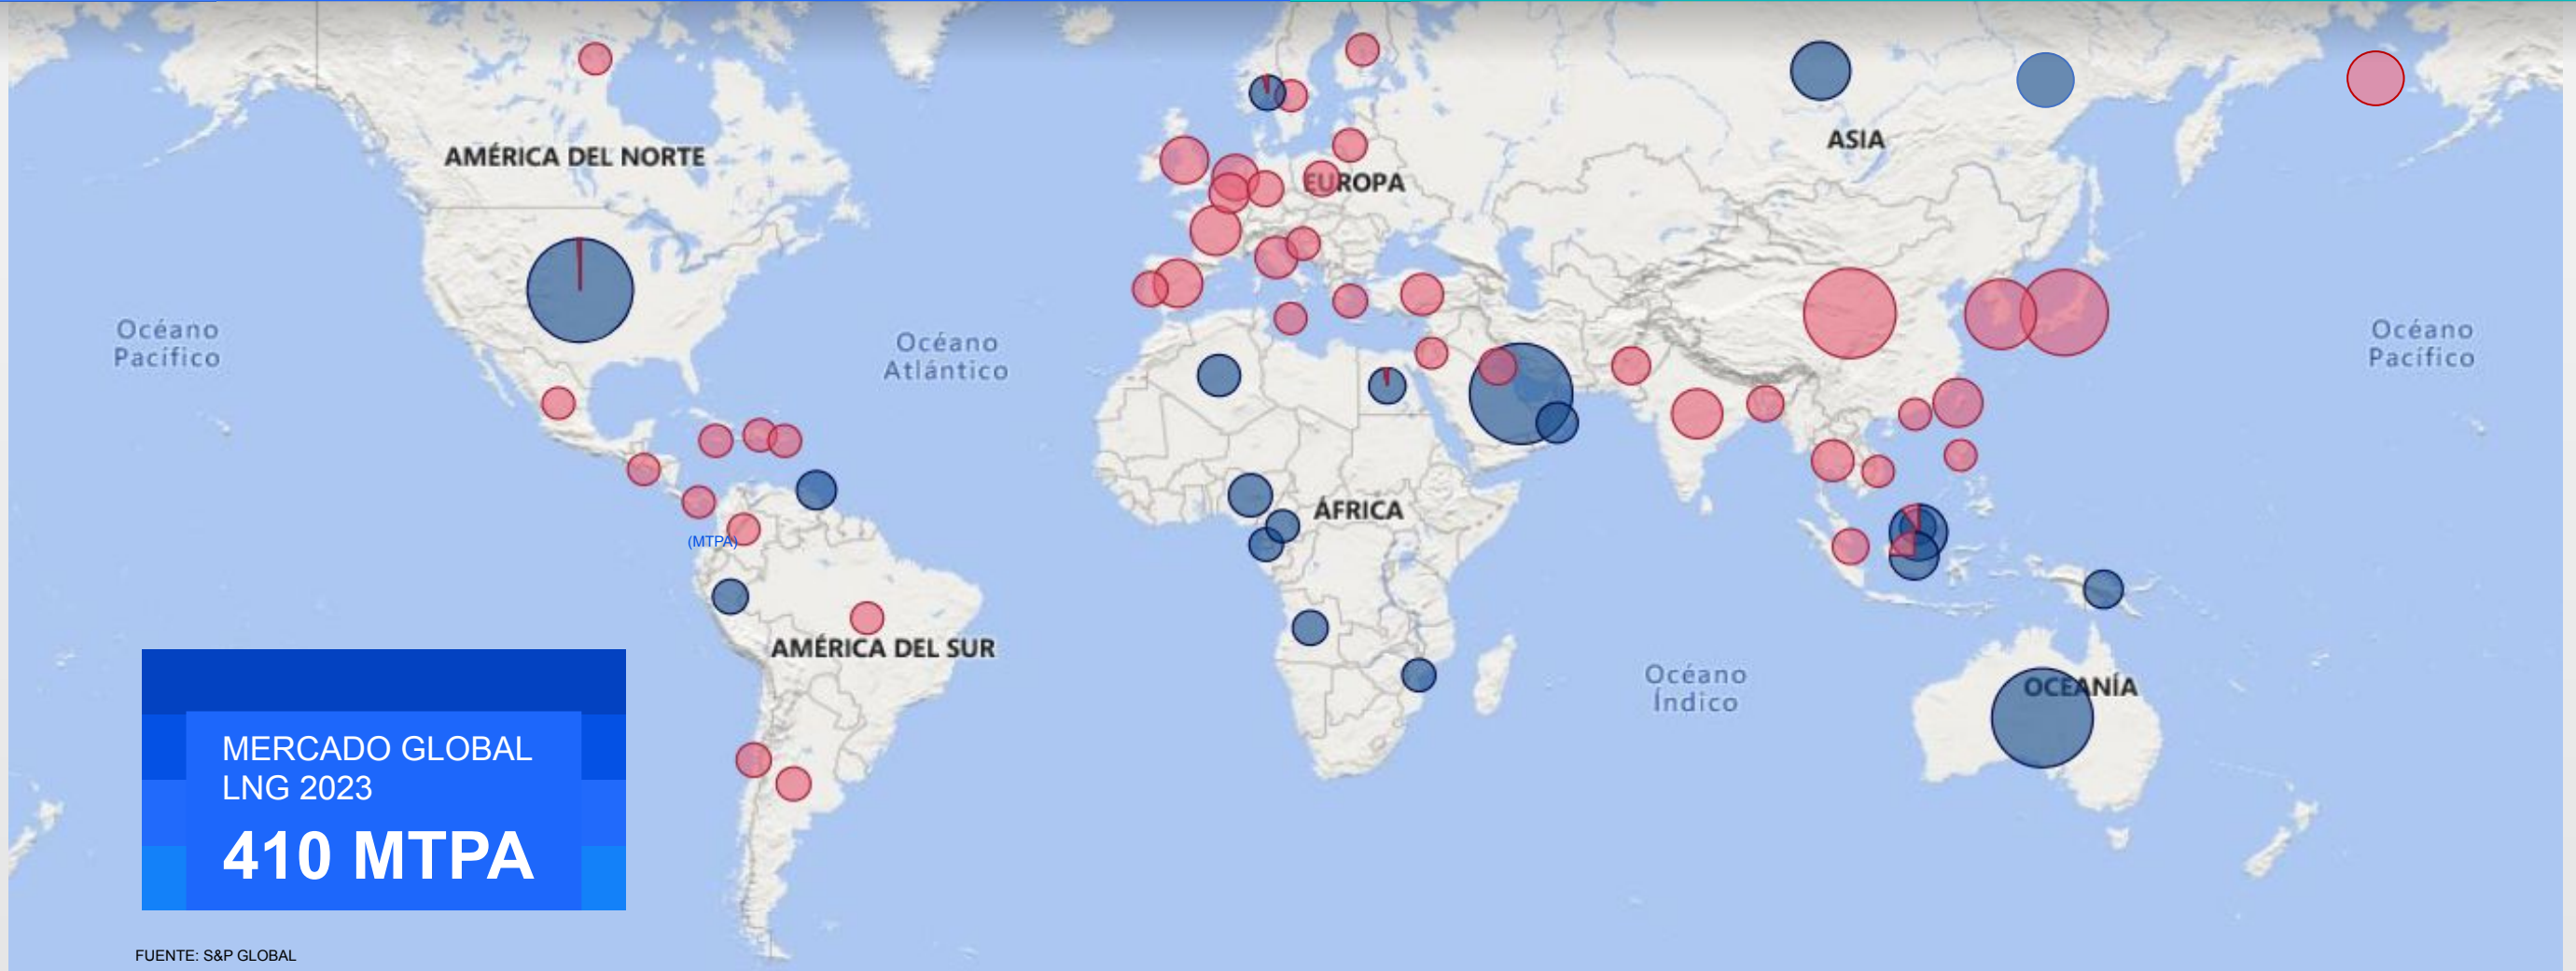 AMÉRICA DEL NORTE
ASIA
EUROPA
Océano
Pacífico
Océano
Atlántico
Océano
Pacífico
ÁFRICA
(MTPA)
AMÉRICA DEL SUR
Océano
Índico
OCEANÍA
MERCADO GLOBAL
LNG 2023
410 MTPA
FUENTE: S&P GLOBAL